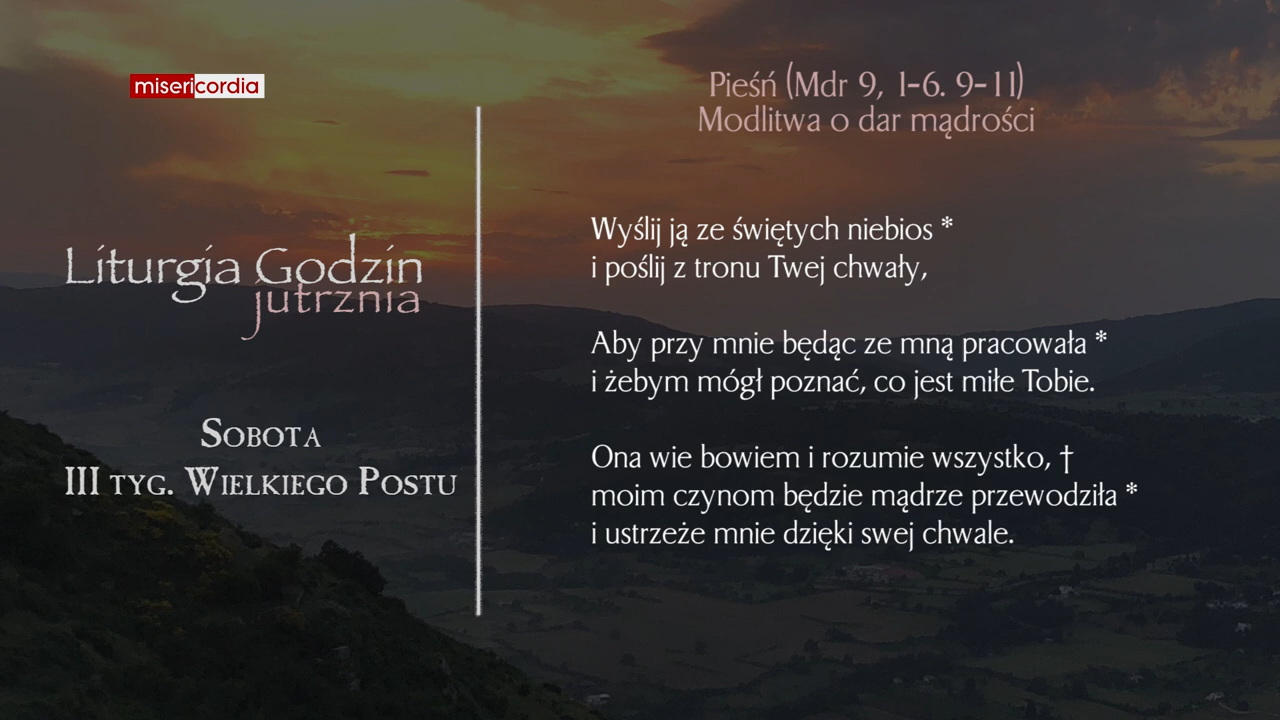 misericordia
Liturgia Godzin
jutrznia
Sobota
III tyg. Wielkiego Postu
Pieśń (Mdr 9, 1-6. 9-11)
Modlitwa o dar mądrości
Wyślij ją ze świętych niebios *
i poślij z tronu Twej chwały,
Aby przy mnie będąc ze mną pracowała *
i żebym mógł poznać, co jest miłe Tobie.
Ona wie bowiem i rozumie wszystko, †
moim czynom będzie mądrze przewodziła *
i ustrzeże mnie dzięki swej chwale.